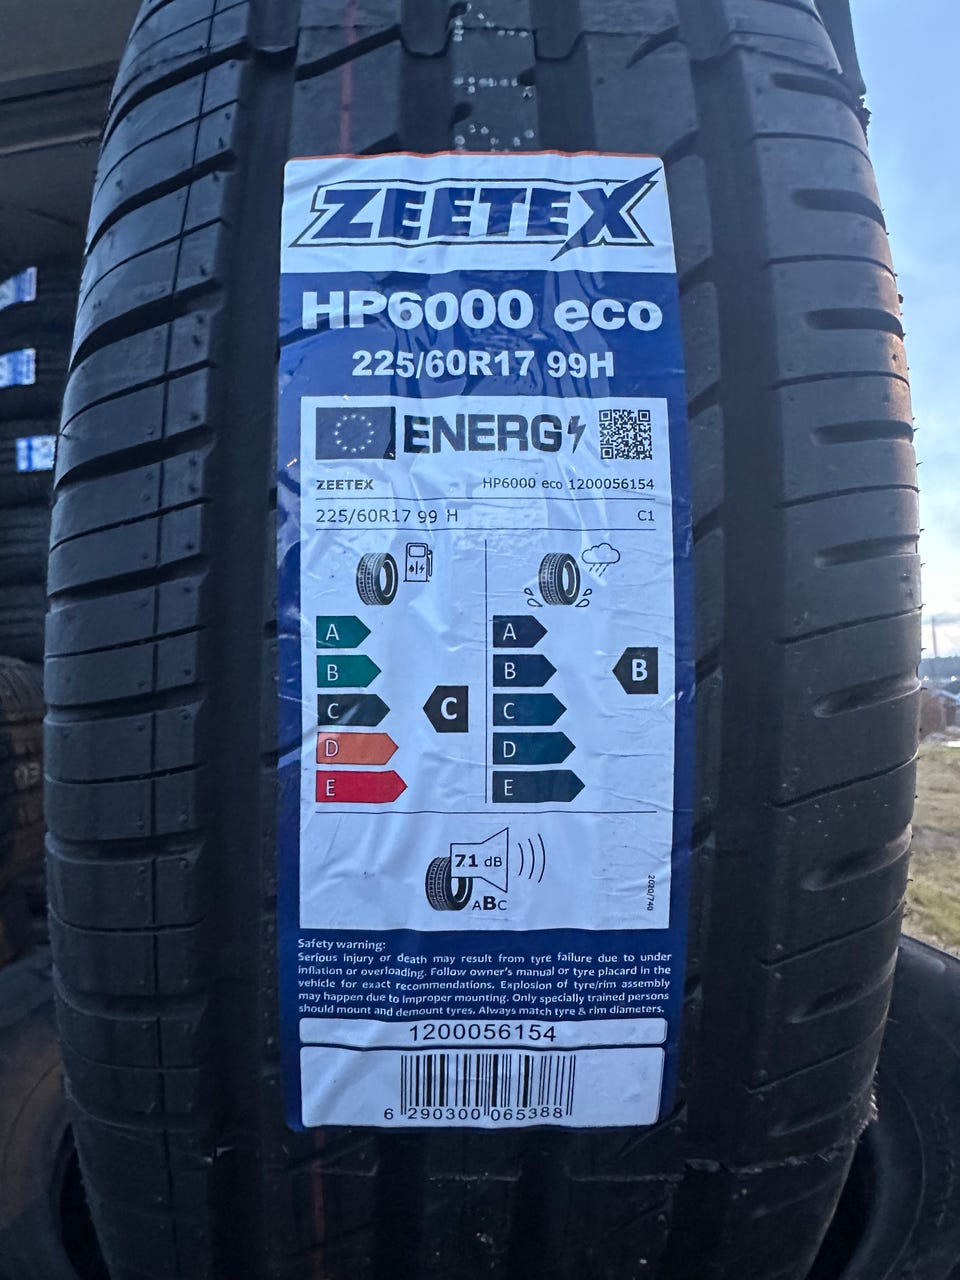 ZEETEX
HP6000 eco
225/60R17 99H
ENERG
ZEETEX HP6000 eco 1200056154
225/60R17 99 H C1
A A
B B B
C C C
D D
E E
71 dB
ABC
2020/740
Safety warning:
Serious injury or death may result from tyre failure due to under
inflation or overloading. Follow owner's manual or tyre placard in the
vehicle for exact recommendations. Explosion of tyre/rim assembly
may happen due to improper mounting. Only specially trained persons
should mount and demount tyres. Always match tyre & rim diameters.
1200056154
6 290300 065388